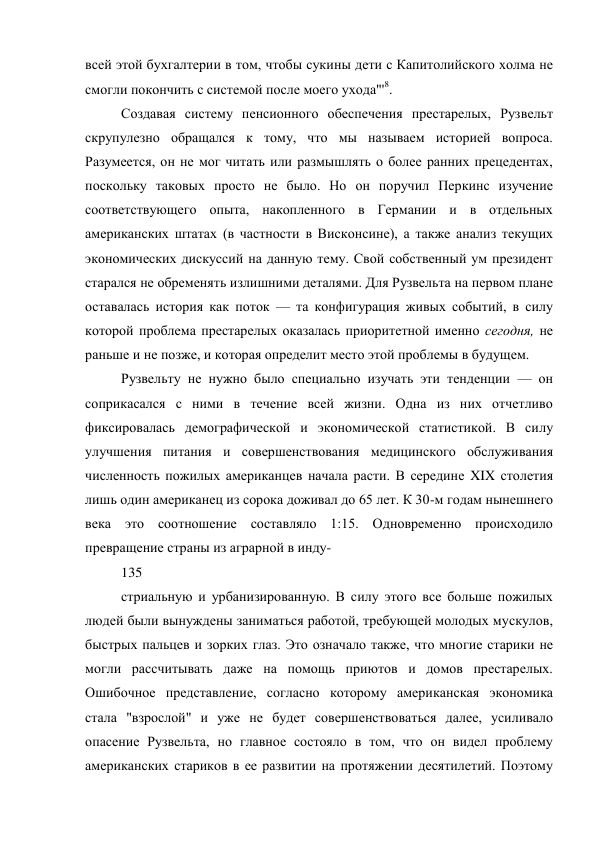 всей этой бухгалтерии в том, чтобы сукины дети с Капитолийского холма не
смогли покончить с системой после моего ухода"'8.
Создавая систему пенсионного обеспечения престарелых, Рузвельт
скрупулезно обращался к тому, что мы называем историей вопроса.
Разумеется, он не мог читать или размышлять о более ранних прецедентах,
поскольку таковых просто не было. Но он поручил Перкинс изучение
соответствующего опыта, накопленного в Германии и в отдельных
американских штатах (в частности в Висконсине), а также анализ текущих
экономических дискуссий на данную тему. Свой собственный ум президент
старался не обременять излишними деталями. Для Рузвельта на первом плане
оставалась история как поток — та конфигурация живых событий, в силу
которой проблема престарелых оказалась приоритетной именно сегодня, не
раньше и не позже, и которая определит место этой проблемы в будущем.
Рузвельту не нужно было специально изучать эти тенденции — он
соприкасался с ними в течение всей жизни. Одна из них отчетливо
фиксировалась демографической и экономической статистикой. В силу
улучшения питания и совершенствования медицинского обслуживания
численность пожилых американцев начала расти. В середине XIX столетия
лишь один американец из сорока доживал до 65 лет. К 30-м годам нынешнего
века это соотношение составляло 1:15. Одновременно происходило
превращение страны из аграрной в инду-
135
стриальную и урбанизированную. В силу этого все больше пожилых
людей были вынуждены заниматься работой, требующей молодых мускулов,
быстрых пальцев и зорких глаз. Это означало также, что многие старики не
могли рассчитывать даже на помощь приютов и домов престарелых.
Ошибочное представление, согласно которому американская экономика
стала "взрослой" и уже не будет совершенствоваться далее, усиливало
опасение Рузвельта, но главное состояло в том, что он видел проблему
американских стариков в ее развитии на протяжении десятилетий. Поэтому